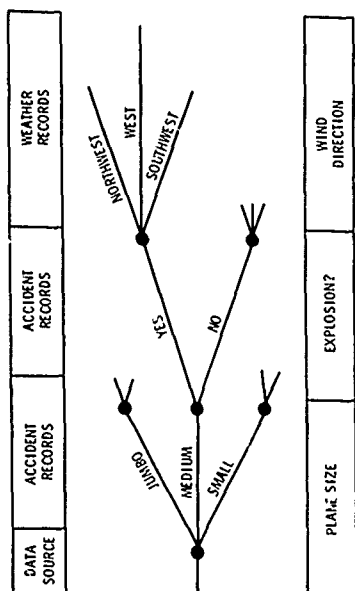 DATA
SOURCE
ACCIDENT
RECORDS
ACCIDENT
RECORDS
WEATHER
RECORDS
JUMBO
MEDIUM
SMALL
YES
NO
NORTHWEST
WEST
SOUTHWEST
PLANE SIZE
EXPLOSION?
WIND
DIRECTION